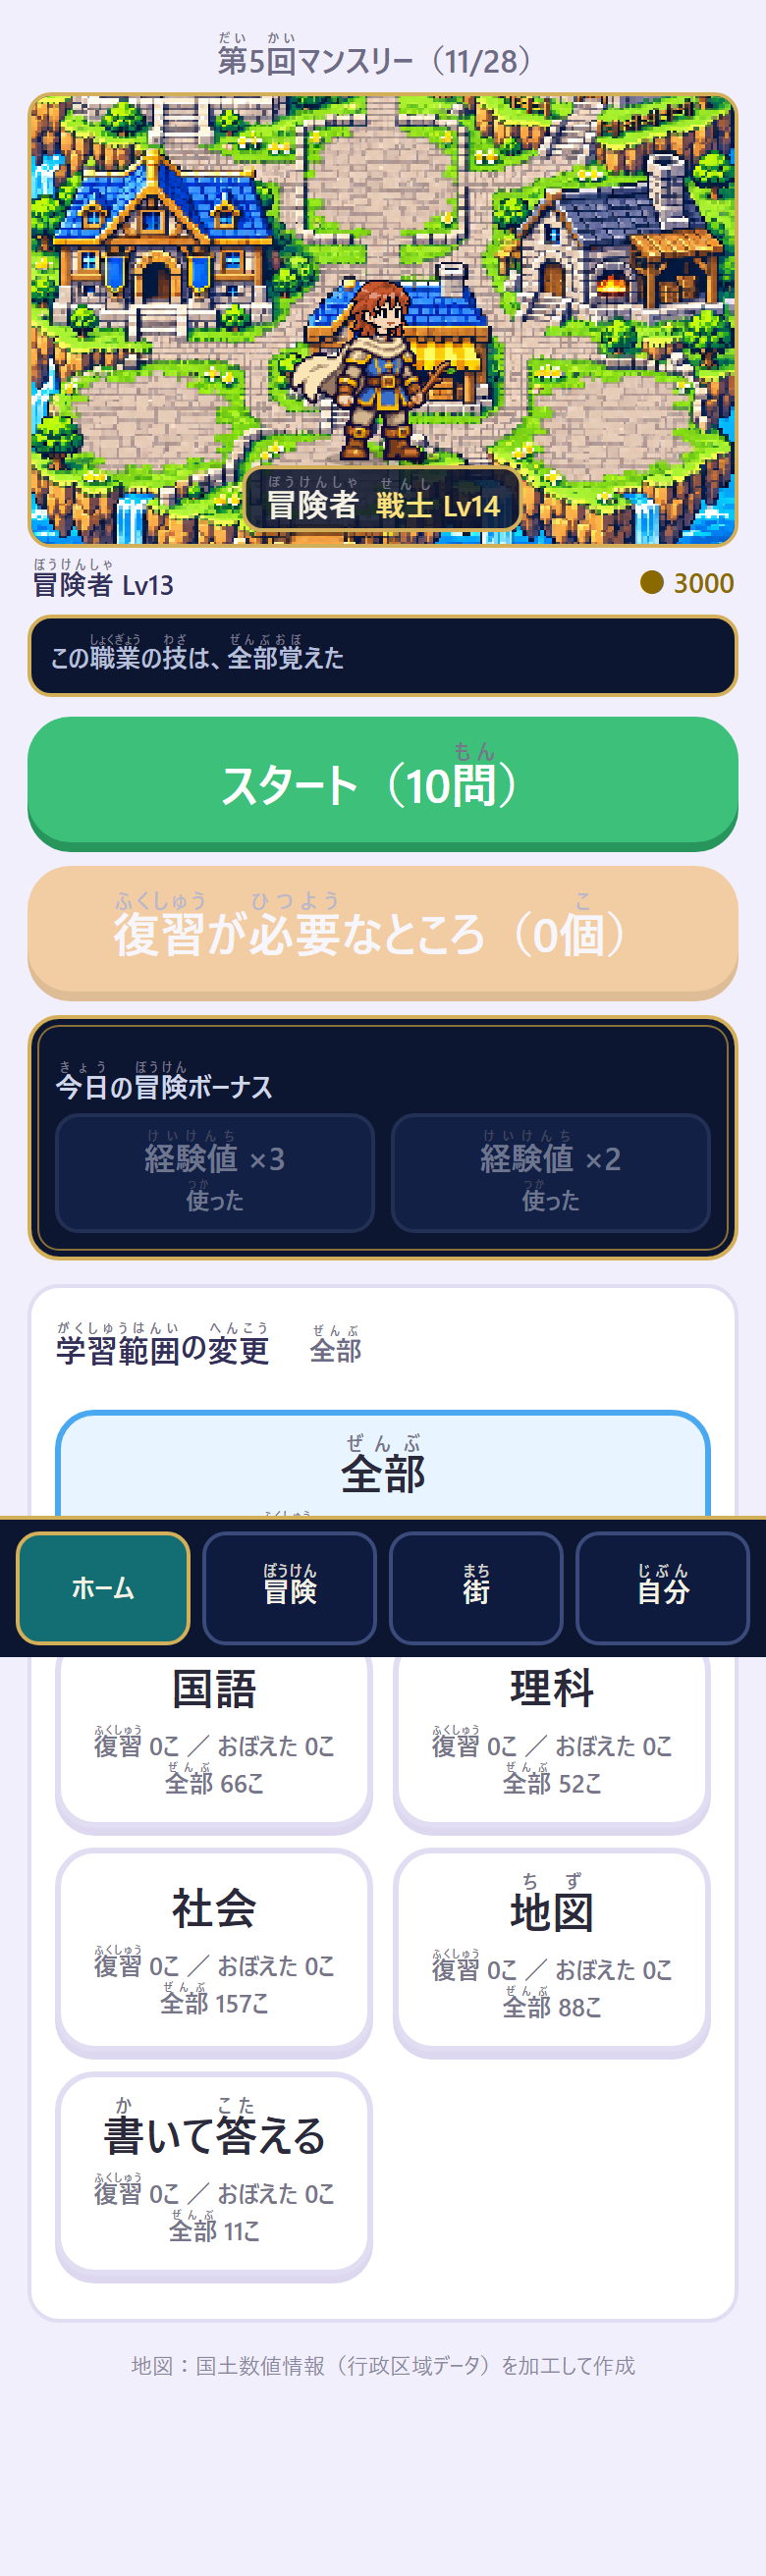 第5回マンスリー（11/28）
冒険者 戦士 Lv14
冒険者 Lv13
3000
この職業の技は、全部覚えた
スタート（10問）
復習が必要なところ（0個）
今日の冒険ボーナス
経験値 ×3
使った
経験値 ×2
使った
学習範囲の変更 全部
全部
ホーム
冒険
街
自分
国語
復習 0こ ／ おぼえた 0こ
全部 66こ
理科
復習 0こ ／ おぼえた 0こ
全部 52こ
社会
復習 0こ ／ おぼえた 0こ
全部 157こ
地図
復習 0こ ／ おぼえた 0こ
全部 88こ
書いて答える
復習 0こ ／ おぼえた 0こ
全部 11こ
地図：国土数値情報（行政区域データ）を加工して作成